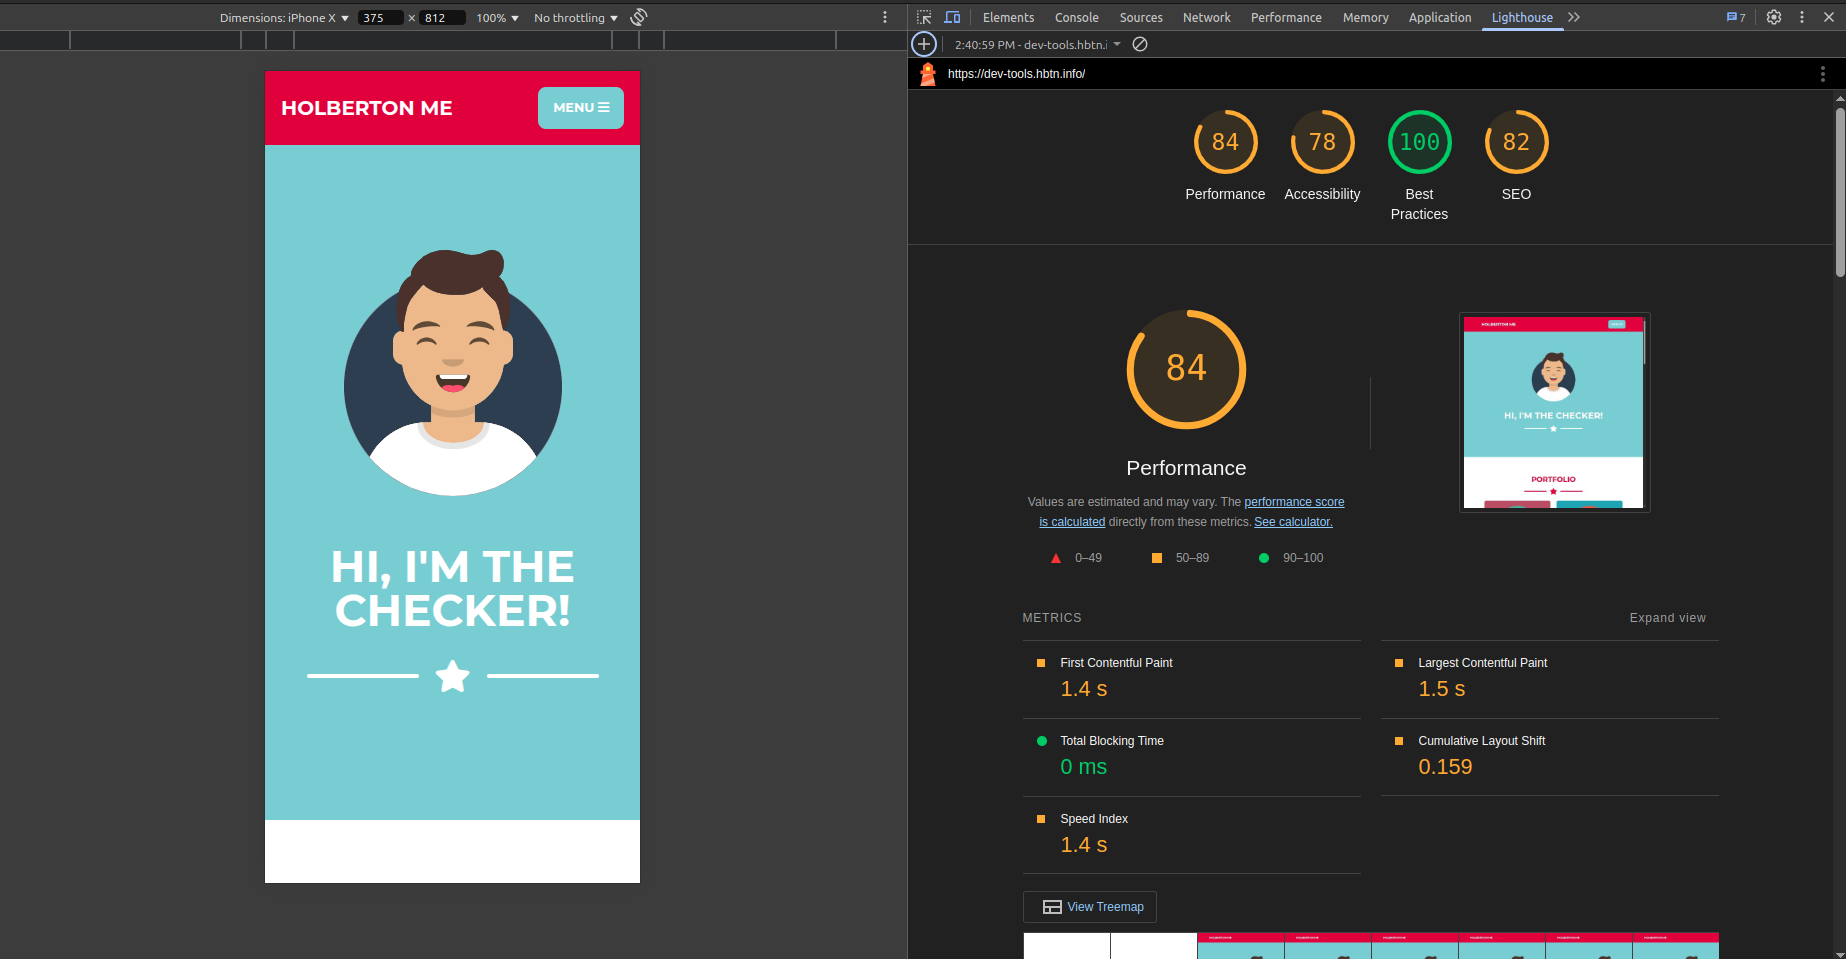 Dimensions: iPhone X 375 × 812 100% No throttling
HOLBERTON ME MENU
HI, I'M THE
CHECKER!
Elements Console Sources Network Performance Memory Application Lighthouse 7
2:40:59 PM - dev-tools.hbtn.i
https://dev-tools.hbtn.info/
84 78 100 82
Performance Accessibility Best Practices SEO
84
Performance
Values are estimated and may vary. The performance score
is calculated directly from these metrics. See calculator.
0–49 50–89 90–100
HOLBERTON ME
HI, I'M THE CHECKER!
PORTFOLIO
METRICS Expand view
First Contentful Paint
1.4 s
Largest Contentful Paint
1.5 s
Total Blocking Time
0 ms
Cumulative Layout Shift
0.159
Speed Index
1.4 s
View Treemap